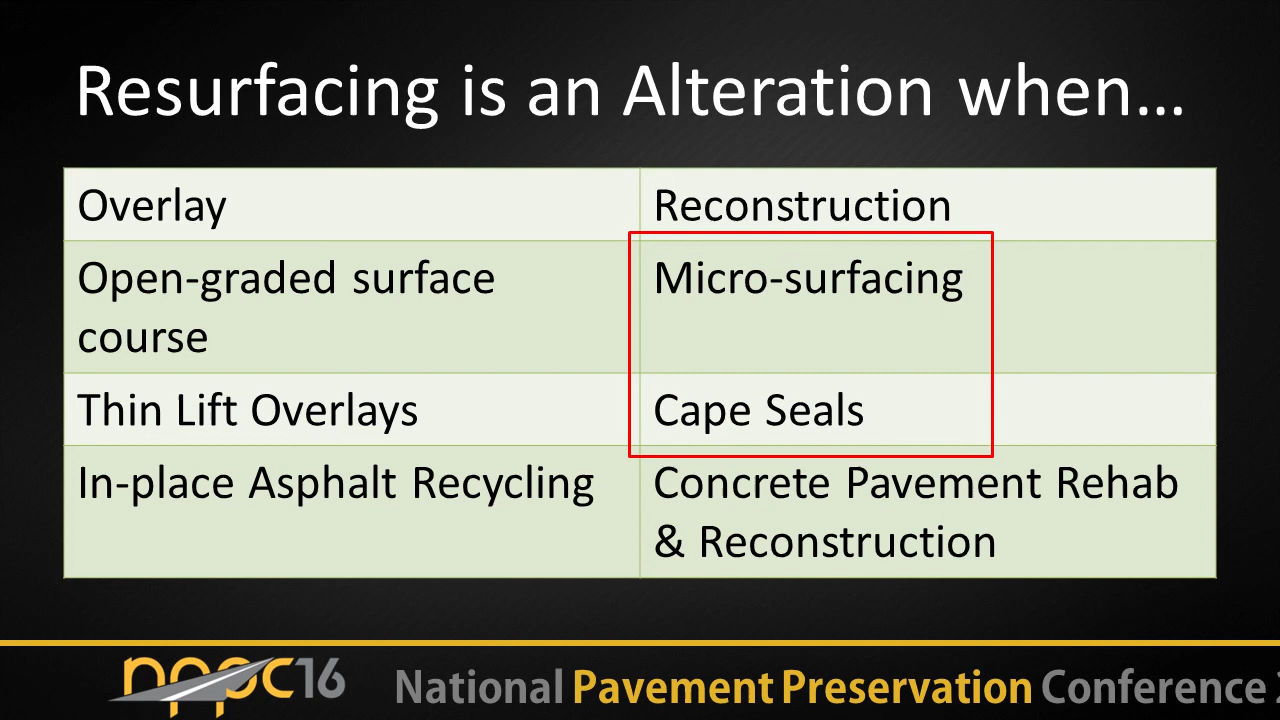 Resurfacing is an Alteration when...
Overlay
Reconstruction
Open-graded surface
course
Micro-surfacing
Thin Lift Overlays
Cape Seals
In-place Asphalt Recycling
Concrete Pavement Rehab
& Reconstruction
nppc16
National Pavement Preservation Conference